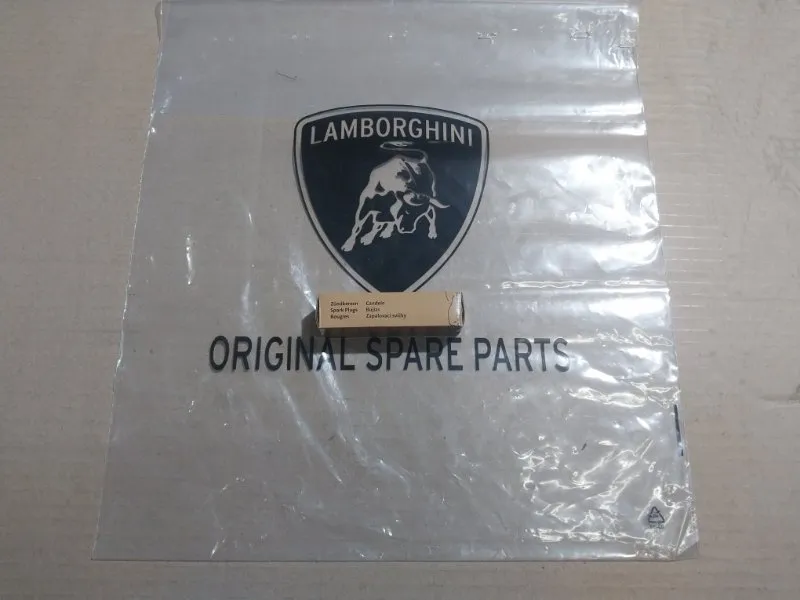 LAMBORGHINI
Zündkerzen Candele
Spark Plugs Bujías
Bougies Zapalovací svíčky
ORIGINAL SPARE PARTS